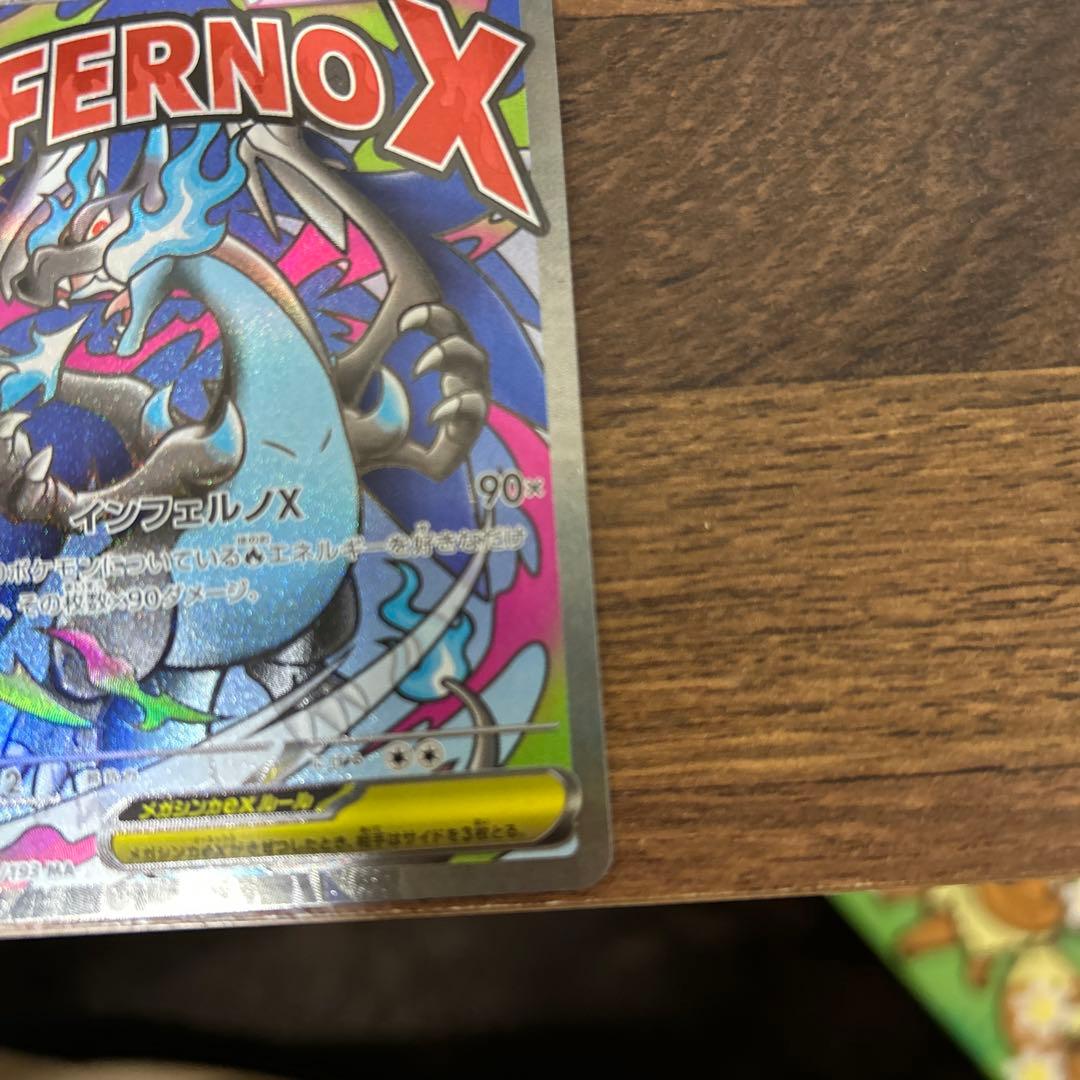 FERNO X
インフェルノX 90×
のポケモンについている エネルギーを好きなだけ
、その枚数×90ダメージ。
2
メガシンカexルール
メガシンカexがきぜつしたとき、相手はサイドを3枚とる。
/193 MA